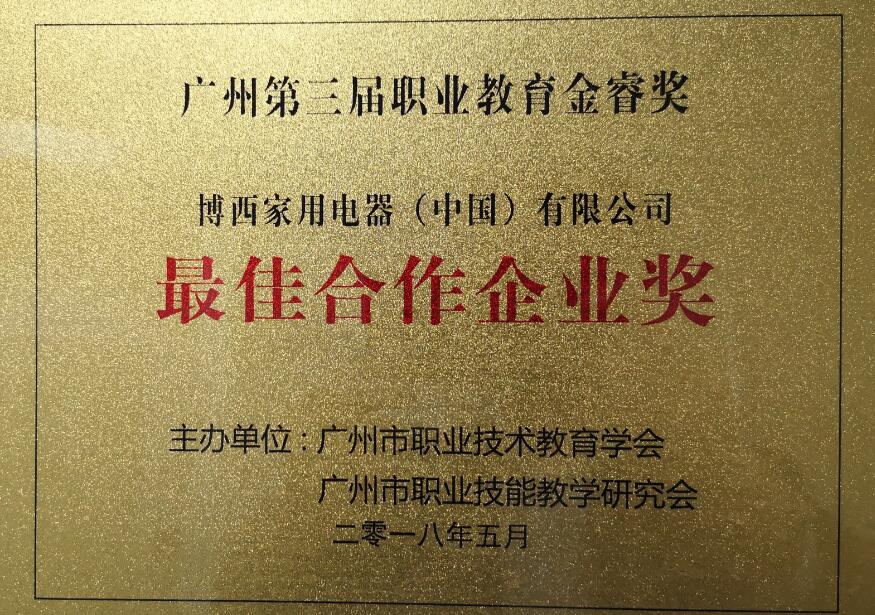 广州第三届职业教育金睿奖
博西家用电器（中国）有限公司
最佳合作企业奖
主办单位：广州市职业技术教育学会
广州市职业技能教学研究会
二零一八年五月